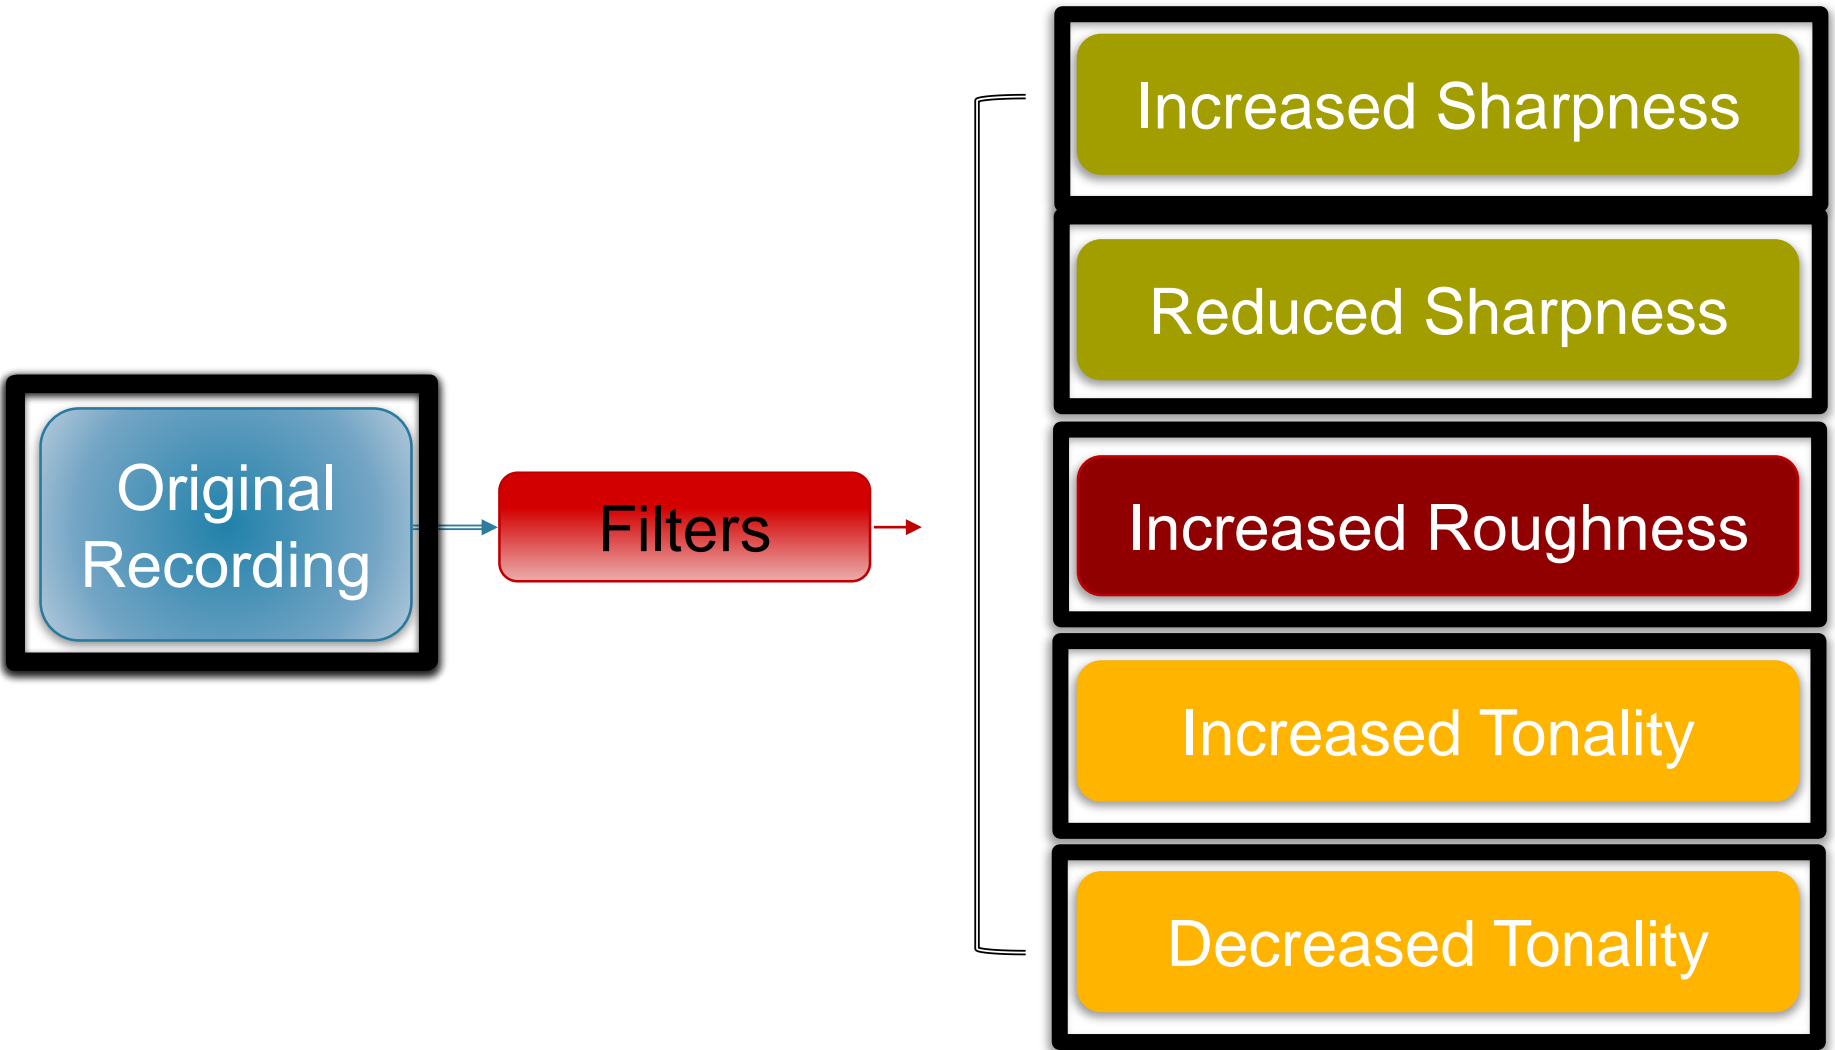 Original
Recording
Filters
Increased Sharpness
Reduced Sharpness
Increased Roughness
Increased Tonality
Decreased Tonality